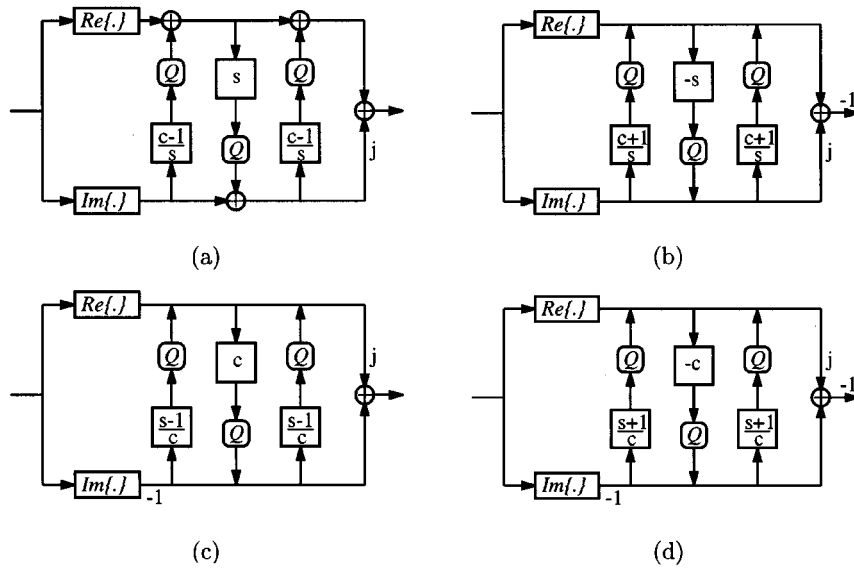 Re{.}
Q
s
Q
c-1
s
Q
c-1
s
j
Im{.}
(a)
Re{.}
Q
-s
Q
c+1
s
Q
c+1
s
-1
j
Im{.}
(b)
Re{.}
Q
c
Q
j
s-1
c
Q
s-1
c
Im{.}
-1
(c)
Re{.}
Q
-c
Q
j
-1
s+1
c
Q
s+1
c
Im{.}
-1
(d)